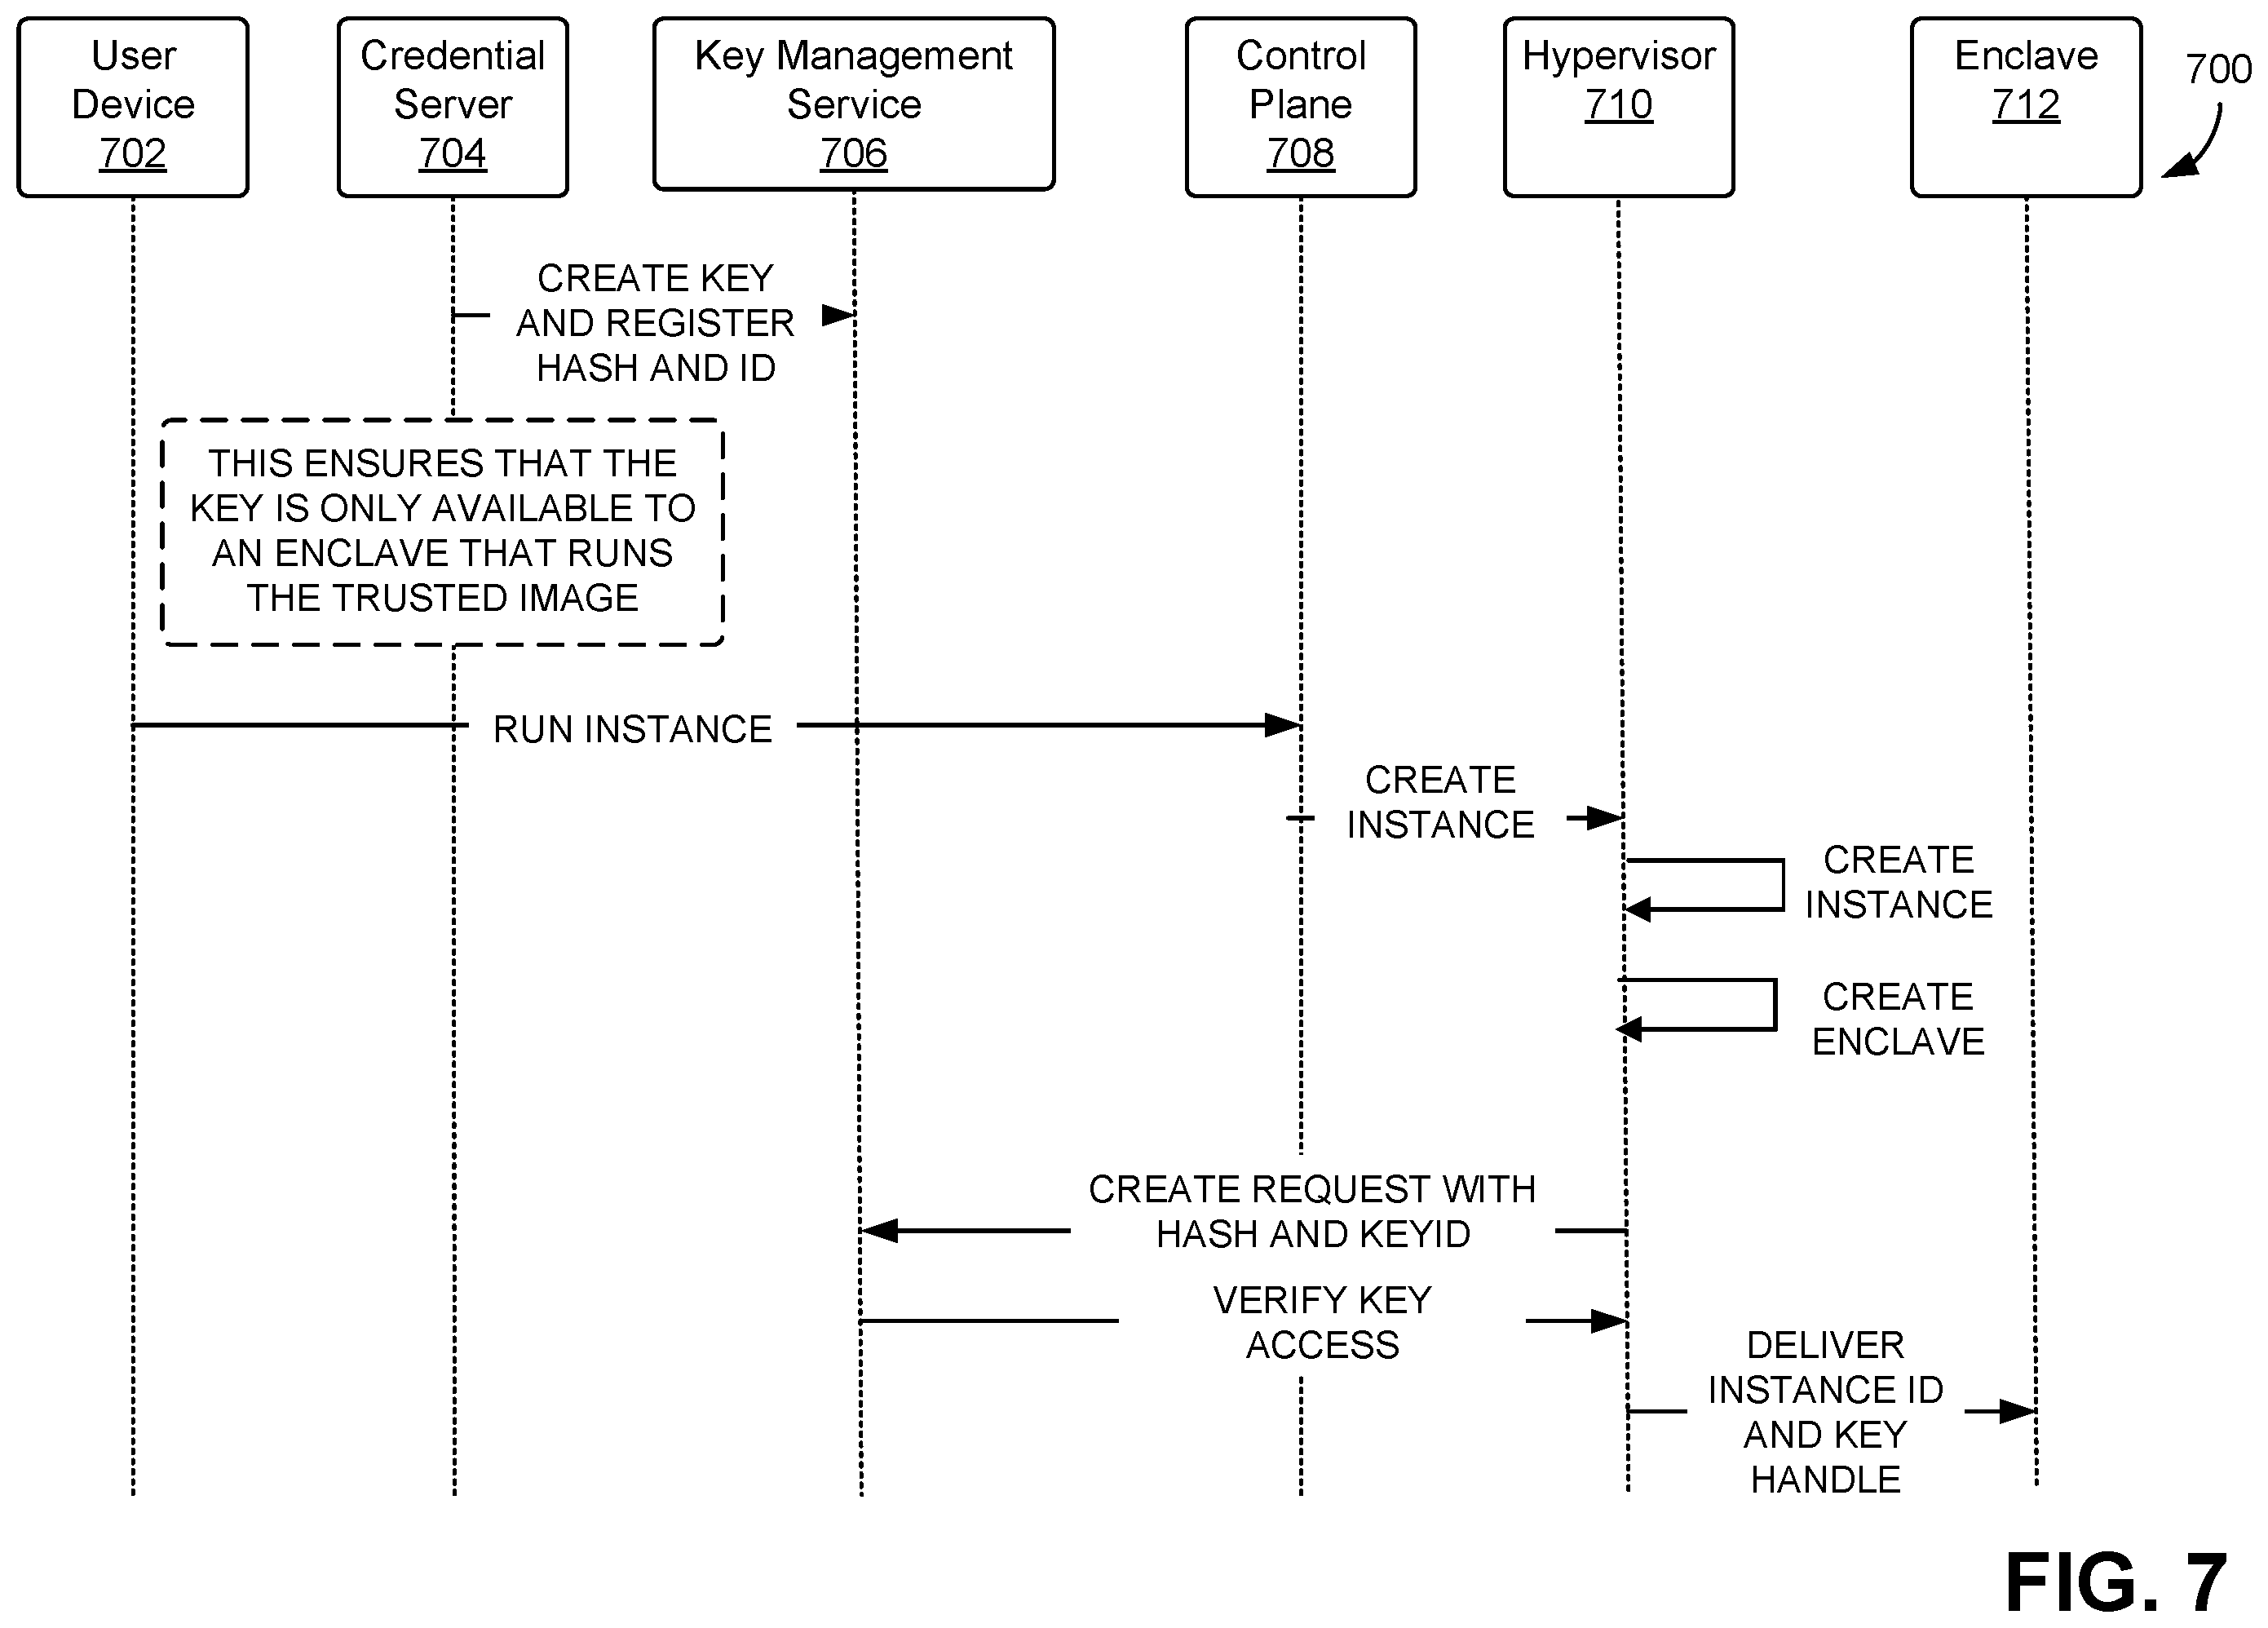 User
Device
702
Credential
Server
704
Key Management
Service
706
Control
Plane
708
Hypervisor
710
Enclave
712
700
CREATE KEY
AND REGISTER
HASH AND ID
THIS ENSURES THAT THE
KEY IS ONLY AVAILABLE TO
AN ENCLAVE THAT RUNS
THE TRUSTED IMAGE
RUN INSTANCE
CREATE
INSTANCE
CREATE
INSTANCE
CREATE
ENCLAVE
CREATE REQUEST WITH
HASH AND KEYID
VERIFY KEY
ACCESS
DELIVER
INSTANCE ID
AND KEY
HANDLE
FIG. 7